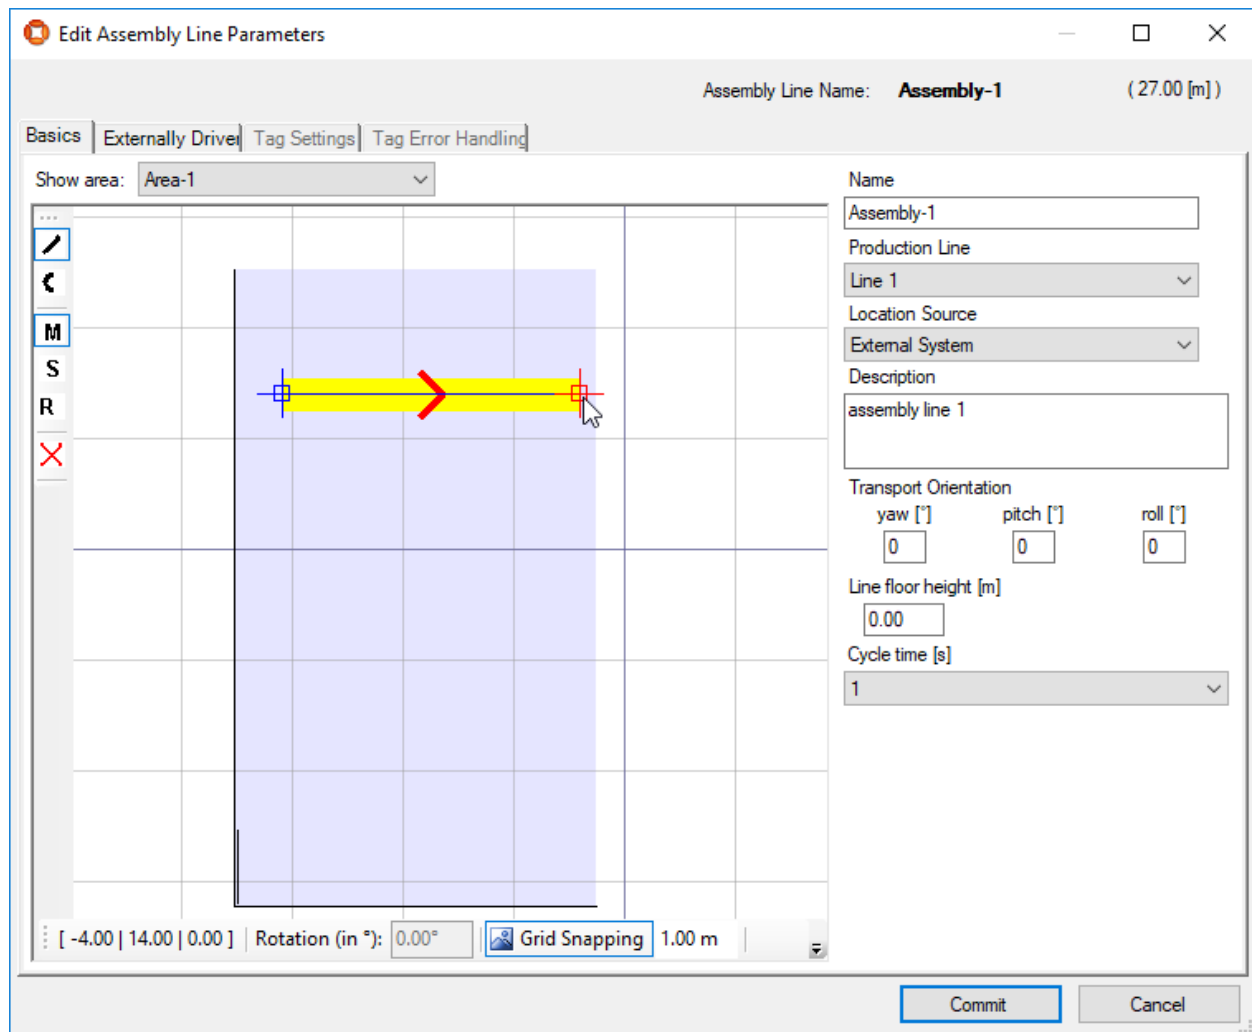 Edit Assembly Line Parameters
Assembly Line Name: Assembly-1 ( 27.00 [m] )
Basics Externally Driver Tag Settings Tag Error Handling
Show area: Area-1
M
S
R
[ -4.00 | 14.00 | 0.00 ] Rotation (in °): 0.00° Grid Snapping 1.00 m
Name
Assembly-1
Production Line
Line 1
Location Source
External System
Description
assembly line 1
Transport Orientation
yaw [°] pitch [°] roll [°]
0 0 0
Line floor height [m]
0.00
Cycle time [s]
1
Commit Cancel